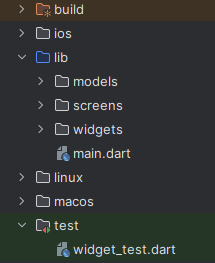 build
ios
lib
models
screens
widgets
main.dart
linux
macos
test
widget_test.dart